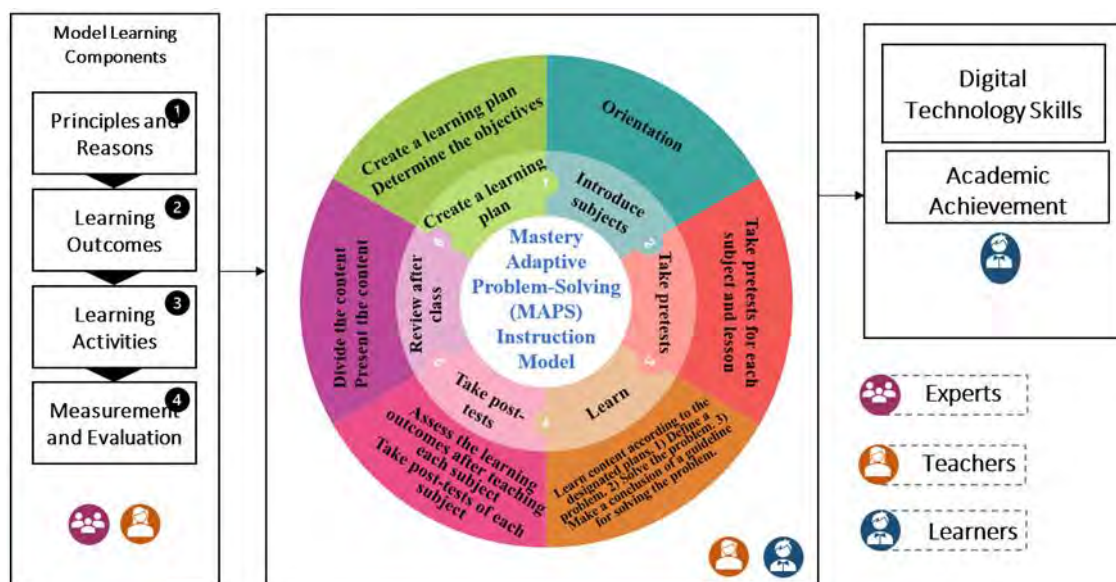 Model Learning
Components
1
Principles and
Reasons
2
Learning
Outcomes
3
Learning
Activities
4
Measurement
and Evaluation
Create a learning plan
Determine the objectives
Orientation
Take pretests for each
subject and lesson
Learn content according to the
designated plans, 1) Define a
problem. 2) Solve the problem. 3)
Make a conclusion of a guideline
for solving the problem.
Assess the learning
outcomes after teaching
each subject
Take post-tests of each
subject
Divide the content
Present the content
Create a learning
plan
1
Introduce
subjects
2
Take pretests
3
Learn
4
Take post-
tests
5
Review after
class
6
Mastery
Adaptive
Problem-Solving
(MAPS)
Instruction
Model
Digital
Technology Skills
Academic
Achievement
Experts
Teachers
Learners